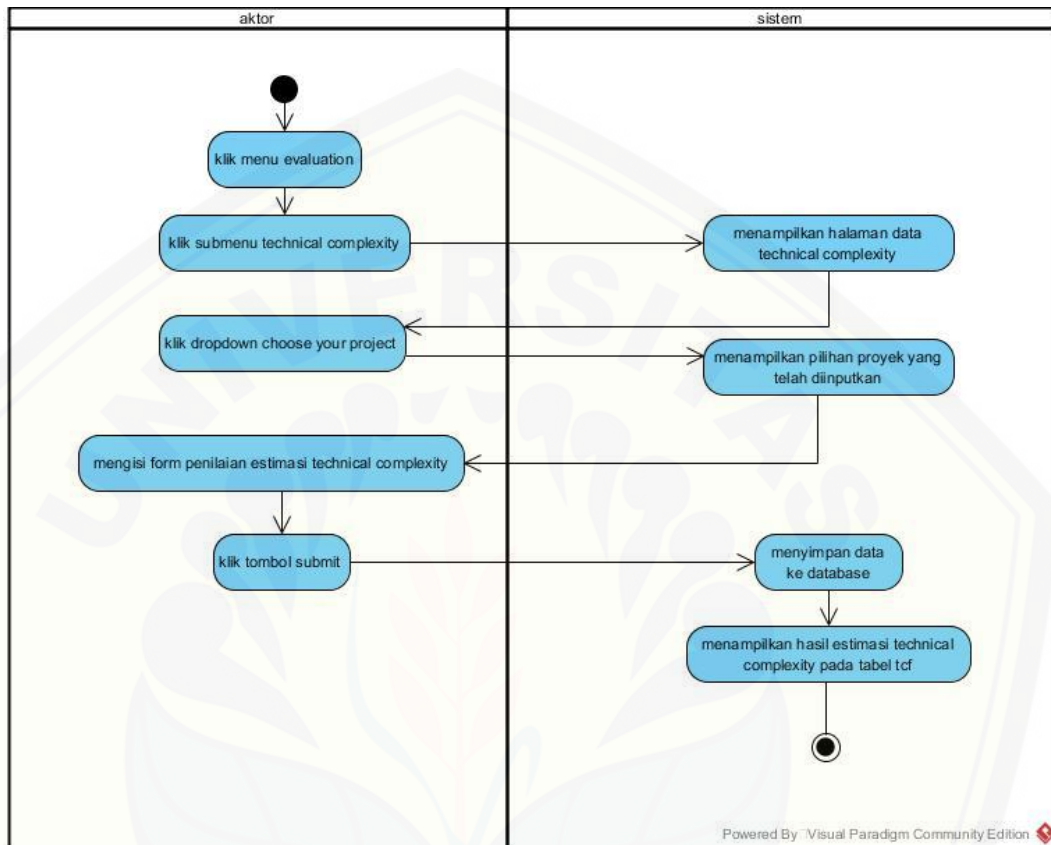 aktor
sistem
klik menu evaluation
klik submenu technical complexity
menampilkan halaman data
technical complexity
klik dropdown choose your project
menampilkan pilihan proyek yang
telah diinputkan
mengisi form penilaian estimasi technical complexity
klik tombol submit
menyimpan data
ke database
menampilkan hasil estimasi technical
complexity pada tabel tcf
UNIVERSITAS
Powered By Visual Paradigm Community Edition